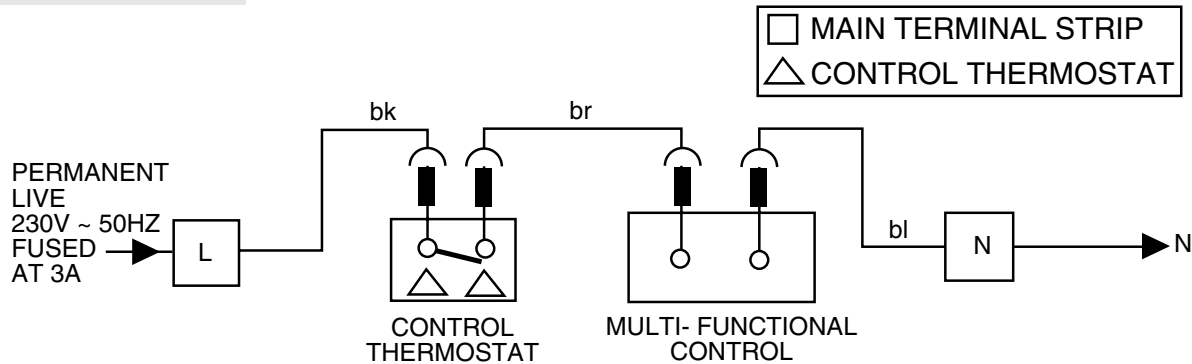 MAIN TERMINAL STRIP
CONTROL THERMOSTAT
bk
br
PERMANENT
LIVE
230V ~ 50HZ
FUSED
AT 3A
L
bl
N
N
CONTROL
THERMOSTAT
MULTI- FUNCTIONAL
CONTROL